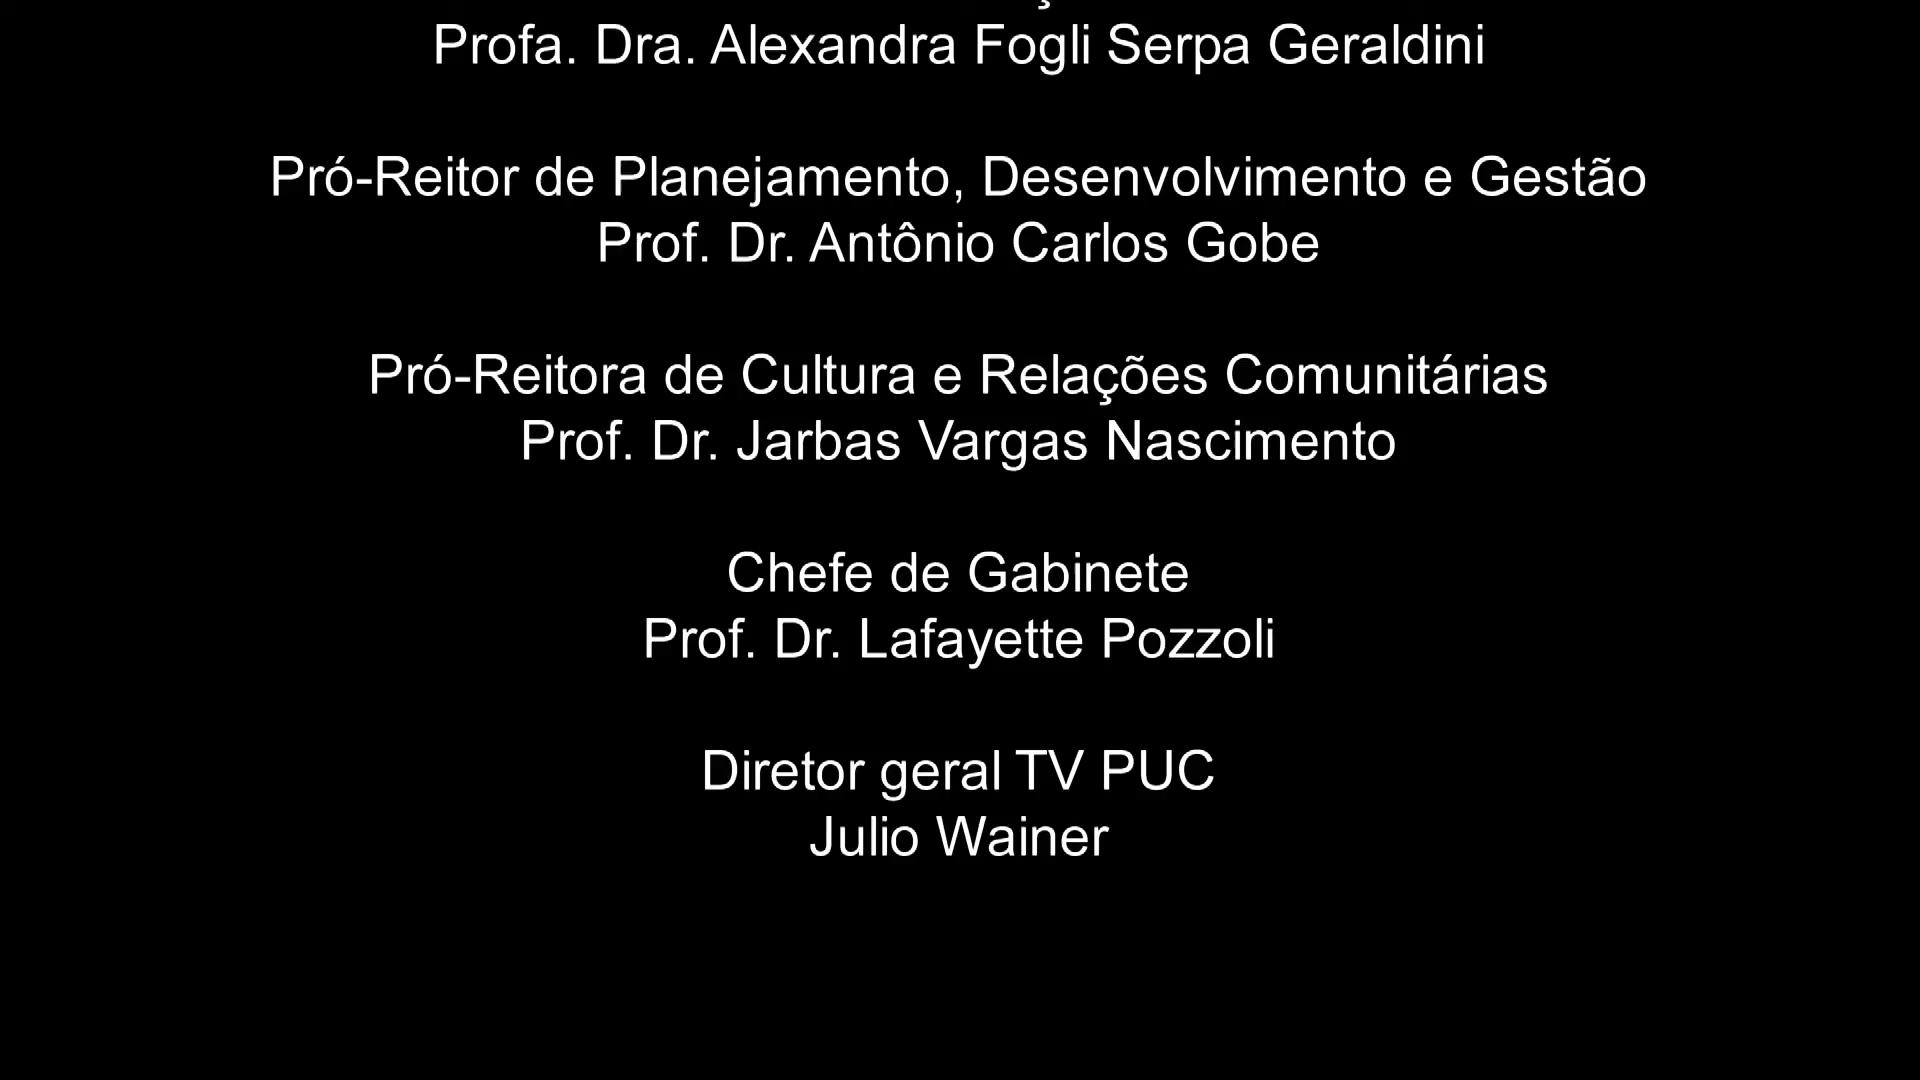 Profa. Dra. Alexandra Fogli Serpa Geraldini
Pró-Reitor de Planejamento, Desenvolvimento e Gestão
Prof. Dr. Antônio Carlos Gobe
Pró-Reitora de Cultura e Relações Comunitárias
Prof. Dr. Jarbas Vargas Nascimento
Chefe de Gabinete
Prof. Dr. Lafayette Pozzoli
Diretor geral TV PUC
Julio Wainer